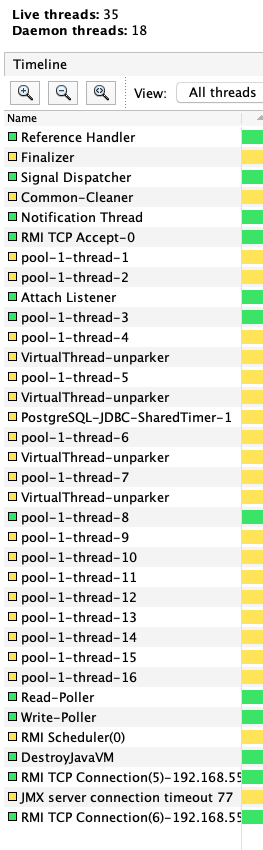 Live threads: 35
Daemon threads: 18
Timeline
View: All threads
Name
Reference Handler
Finalizer
Signal Dispatcher
Common-Cleaner
Notification Thread
RMI TCP Accept-0
pool-1-thread-1
pool-1-thread-2
Attach Listener
pool-1-thread-3
pool-1-thread-4
VirtualThread-unparker
pool-1-thread-5
VirtualThread-unparker
PostgreSQL-JDBC-SharedTimer-1
pool-1-thread-6
VirtualThread-unparker
pool-1-thread-7
VirtualThread-unparker
pool-1-thread-8
pool-1-thread-9
pool-1-thread-10
pool-1-thread-11
pool-1-thread-12
pool-1-thread-13
pool-1-thread-14
pool-1-thread-15
pool-1-thread-16
Read-Poller
Write-Poller
RMI Scheduler(0)
DestroyJavaVM
RMI TCP Connection(5)-192.168.55
JMX server connection timeout 77
RMI TCP Connection(6)-192.168.55